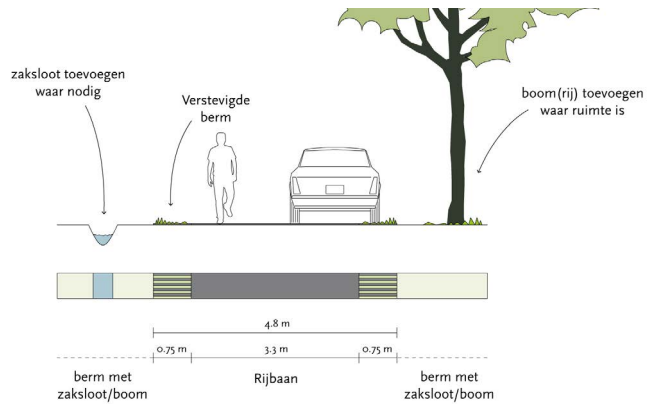 zaksloot toevoegen
waar nodig
Verstevigde
berm
boom(rij) toevoegen
waar ruimte is
4.8 m
0.75 m
3.3 m
0.75 m
berm met
zaksloot/boom
Rijbaan
berm met
zaksloot/boom